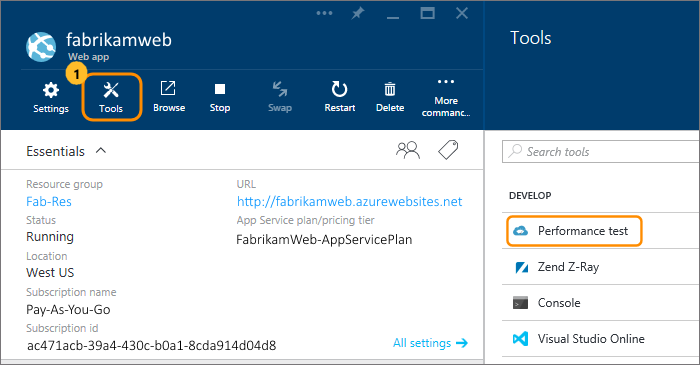 fabrikamweb
Web app
1
Settings
Tools
Browse
Stop
Swap
Restart
Delete
More
commanc...
Essentials
Resource group
Fab-Res
Status
Running
Location
West US
Subscription name
Pay-As-You-Go
Subscription id
ac471acb-39a4-430c-b0a1-8cda914d04d8
URL
http://fabrikamweb.azurewebsites.net
App Service plan/pricing tier
FabrikamWeb-AppServicePlan
All settings
Tools
Search tools
DEVELOP
Performance test
Zend Z-Ray
Console
Visual Studio Online